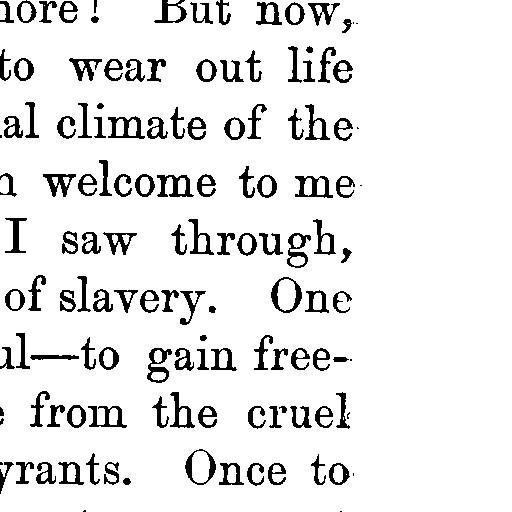 more! But now,
to wear out life
al climate of the
welcome to me
I saw through,
of slavery. One
ul—to gain free-
from the cruel
yrants. Once to